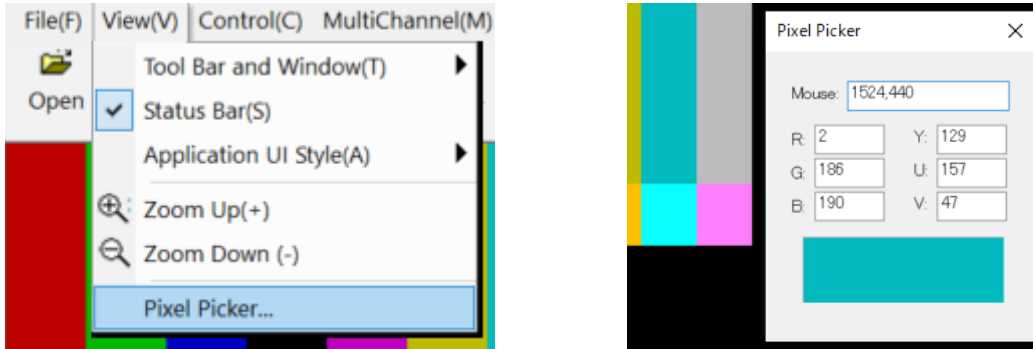 File(F) View(V) Control(C) MultiChannel(M)
Open
Tool Bar and Window(T)
Status Bar(S)
Application UI Style(A)
Zoom Up(+)
Zoom Down (-)
Pixel Picker...
Pixel Picker
Mouse: 1524,440
R: 2 Y: 129
G: 186 U: 157
B: 190 V: 47